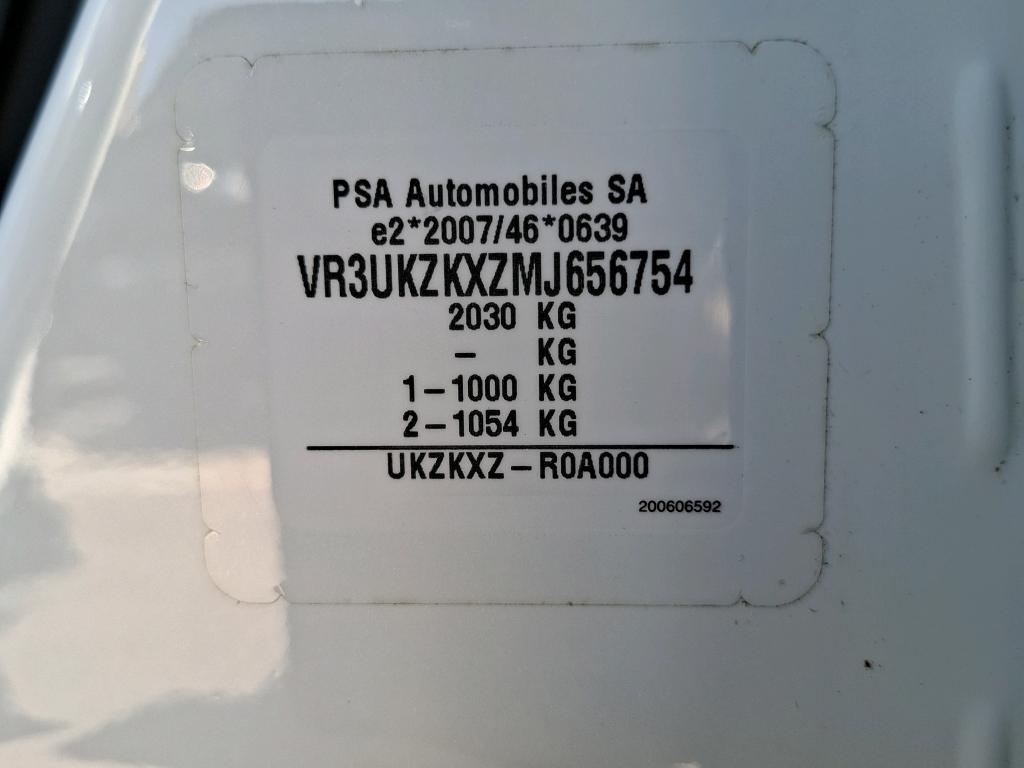 PSA Automobiles SA
e2*2007/46*0639
VR3UKZKXZMJ656754
2030 KG
– KG
1–1000 KG
2–1054 KG
UKZKXZ–R0A000
200606592